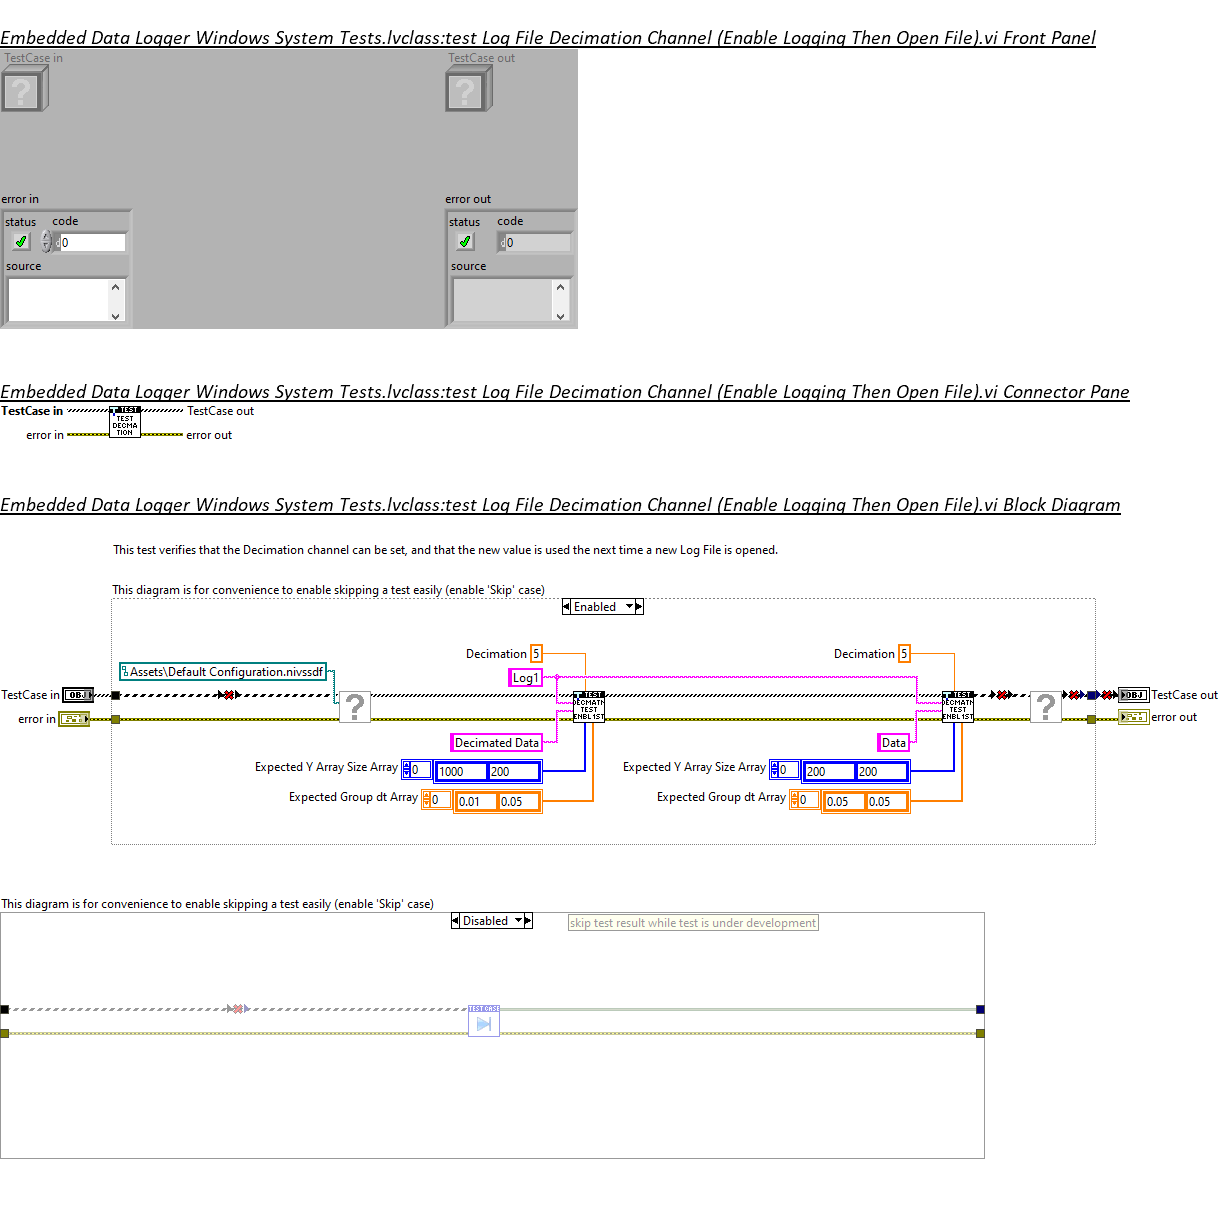 Embedded Data Logger Windows System Tests.lvclass:test Log File Decimation Channel (Enable Logging Then Open File).vi Front Panel
TestCase in TestCase out
?
?
error in error out
status code status code
d 0 d 0
source source
Embedded Data Logger Windows System Tests.lvclass:test Log File Decimation Channel (Enable Logging Then Open File).vi Connector Pane
TestCase in TEST TestCase out
TEST
DECMA
TION
error in error out
Embedded Data Logger Windows System Tests.lvclass:test Log File Decimation Channel (Enable Logging Then Open File).vi Block Diagram
This test verifies that the Decimation channel can be set, and that the new value is used the next time a new Log File is opened.
This diagram is for convenience to enable skipping a test easily (enable 'Skip' case)
Enabled
Decimation 5 Decimation 5
Assets\Default Configuration.nivssdf Log1
TestCase in OBJ TEST TEST OBJ TestCase out
DECMATN DECMATN
? TEST TEST ?
error in ENBL1ST ENBL1ST error out
Decimated Data Data
Expected Y Array Size Array 0 1000 200 Expected Y Array Size Array 0 200 200
Expected Group dt Array 0 0.01 0.05 Expected Group dt Array 0 0.05 0.05
This diagram is for convenience to enable skipping a test easily (enable 'Skip' case)
Disabled skip test result while test is under development
TEST CASE